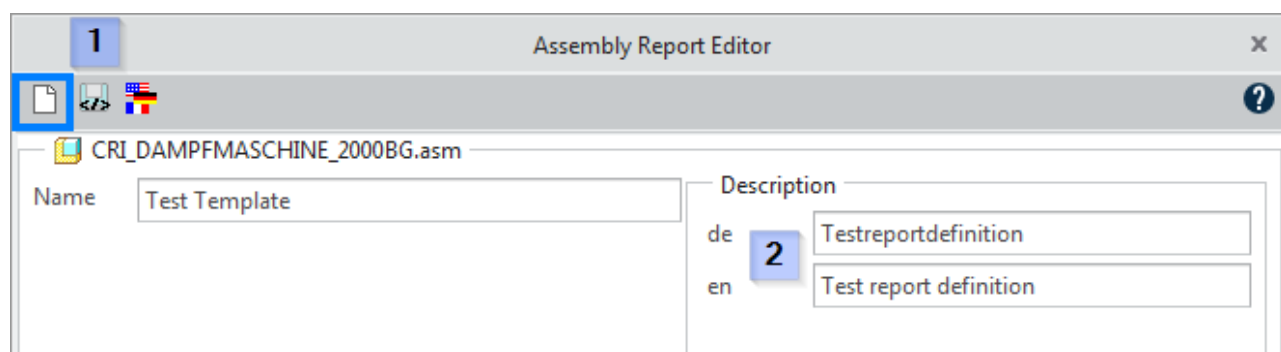 1
Assembly Report Editor
</>
?
CRI_DAMPFMASCHINE_2000BG.asm
Name
Test Template
Description
de
Testreportdefinition
2
en
Test report definition